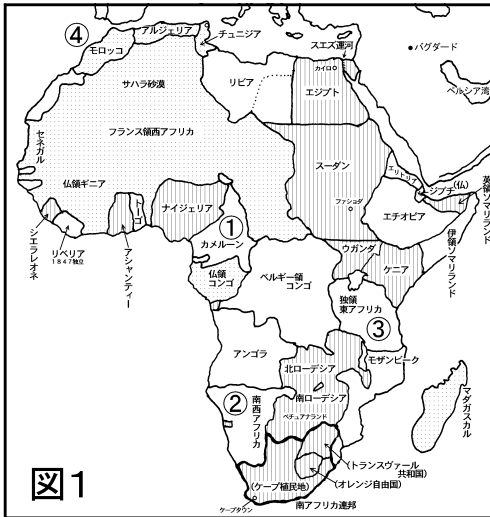 ④
アルジェリア
モロッコ
チュニジア
スエズ運河
バグダード
カイロ
リビア
エジプト
ペルシア湾
サハラ砂漠
フランス領西アフリカ
セネガル
仏領ギニア
スーダン
エリトリア
ジブチ(仏)
英領ソマリランド
ファショダ
エチオピア
伊領ソマリランド
ナイジェリア
トーゴ
①
カメルーン
シエラレオネ
リベリア
1847独立
アシャンティー
ウガンダ
ケニア
仏領
コンゴ
ベルギー領
コンゴ
独領
東アフリカ
③
アンゴラ
モザンビーク
北ローデシア
②
南西アフリカ
南ローデシア
ベチュアナランド
マダガスカル
(トランスヴァール
共和国)
(オレンジ自由国)
(ケープ植民地)
ケープタウン
南アフリカ連邦
図1